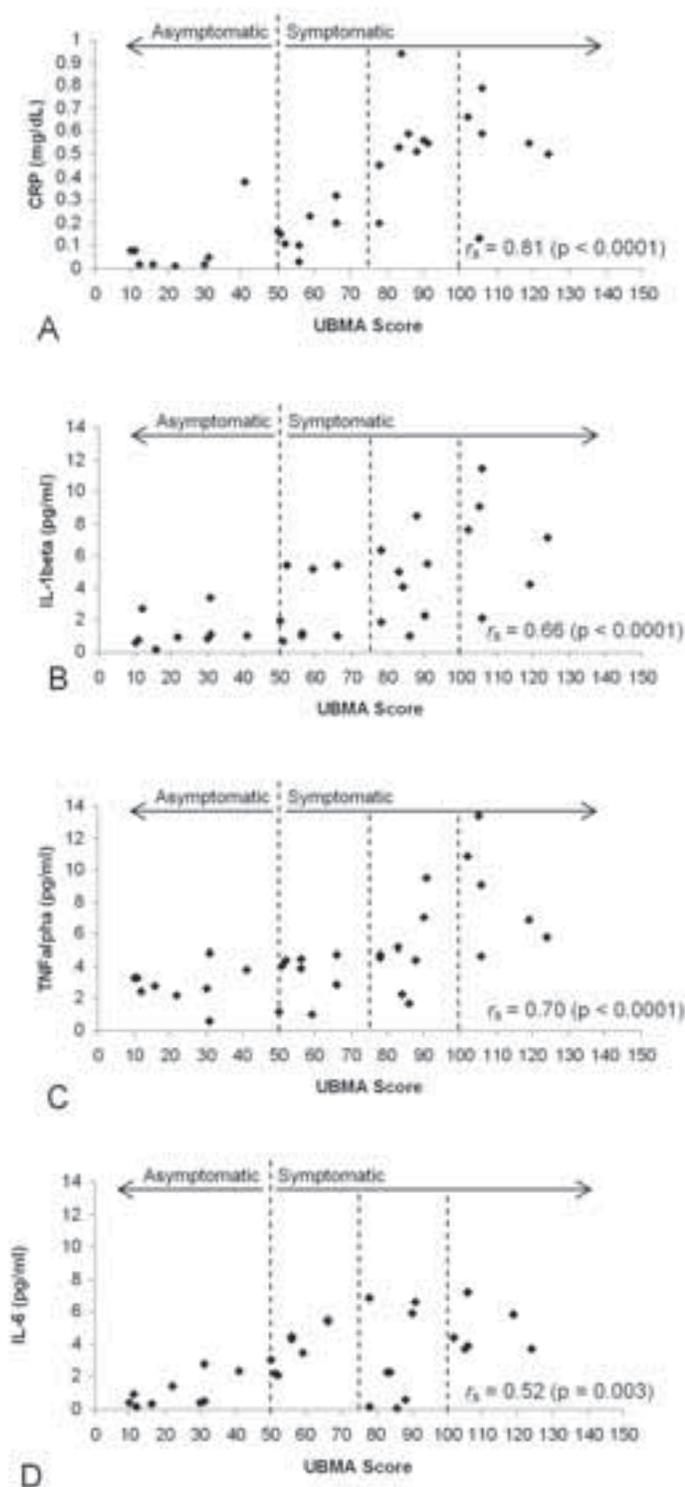 Asymptomatic Symptomatic
1
0.9
0.8
0.7
0.6
0.5
0.4
0.3
0.2
0.1
0
CRP (mg/dL)
rs = 0.81 (p < 0.0001)
0 10 20 30 40 50 60 70 80 90 100 110 120 130 140 150
UBMA Score
A
Asymptomatic Symptomatic
14
12
10
8
6
4
2
0
IL-1beta (pg/ml)
rs = 0.66 (p < 0.0001)
0 10 20 30 40 50 60 70 80 90 100 110 120 130 140 150
UBMA Score
B
Asymptomatic Symptomatic
14
12
10
8
6
4
2
0
TNFalpha (pg/ml)
rs = 0.70 (p < 0.0001)
0 10 20 30 40 50 60 70 80 90 100 110 120 130 140 150
UBMA Score
C
Asymptomatic Symptomatic
14
12
10
8
6
4
2
0
IL-6 (pg/ml)
rs = 0.52 (p = 0.003)
0 10 20 30 40 50 60 70 80 90 100 110 120 130 140 150
UBMA Score
D